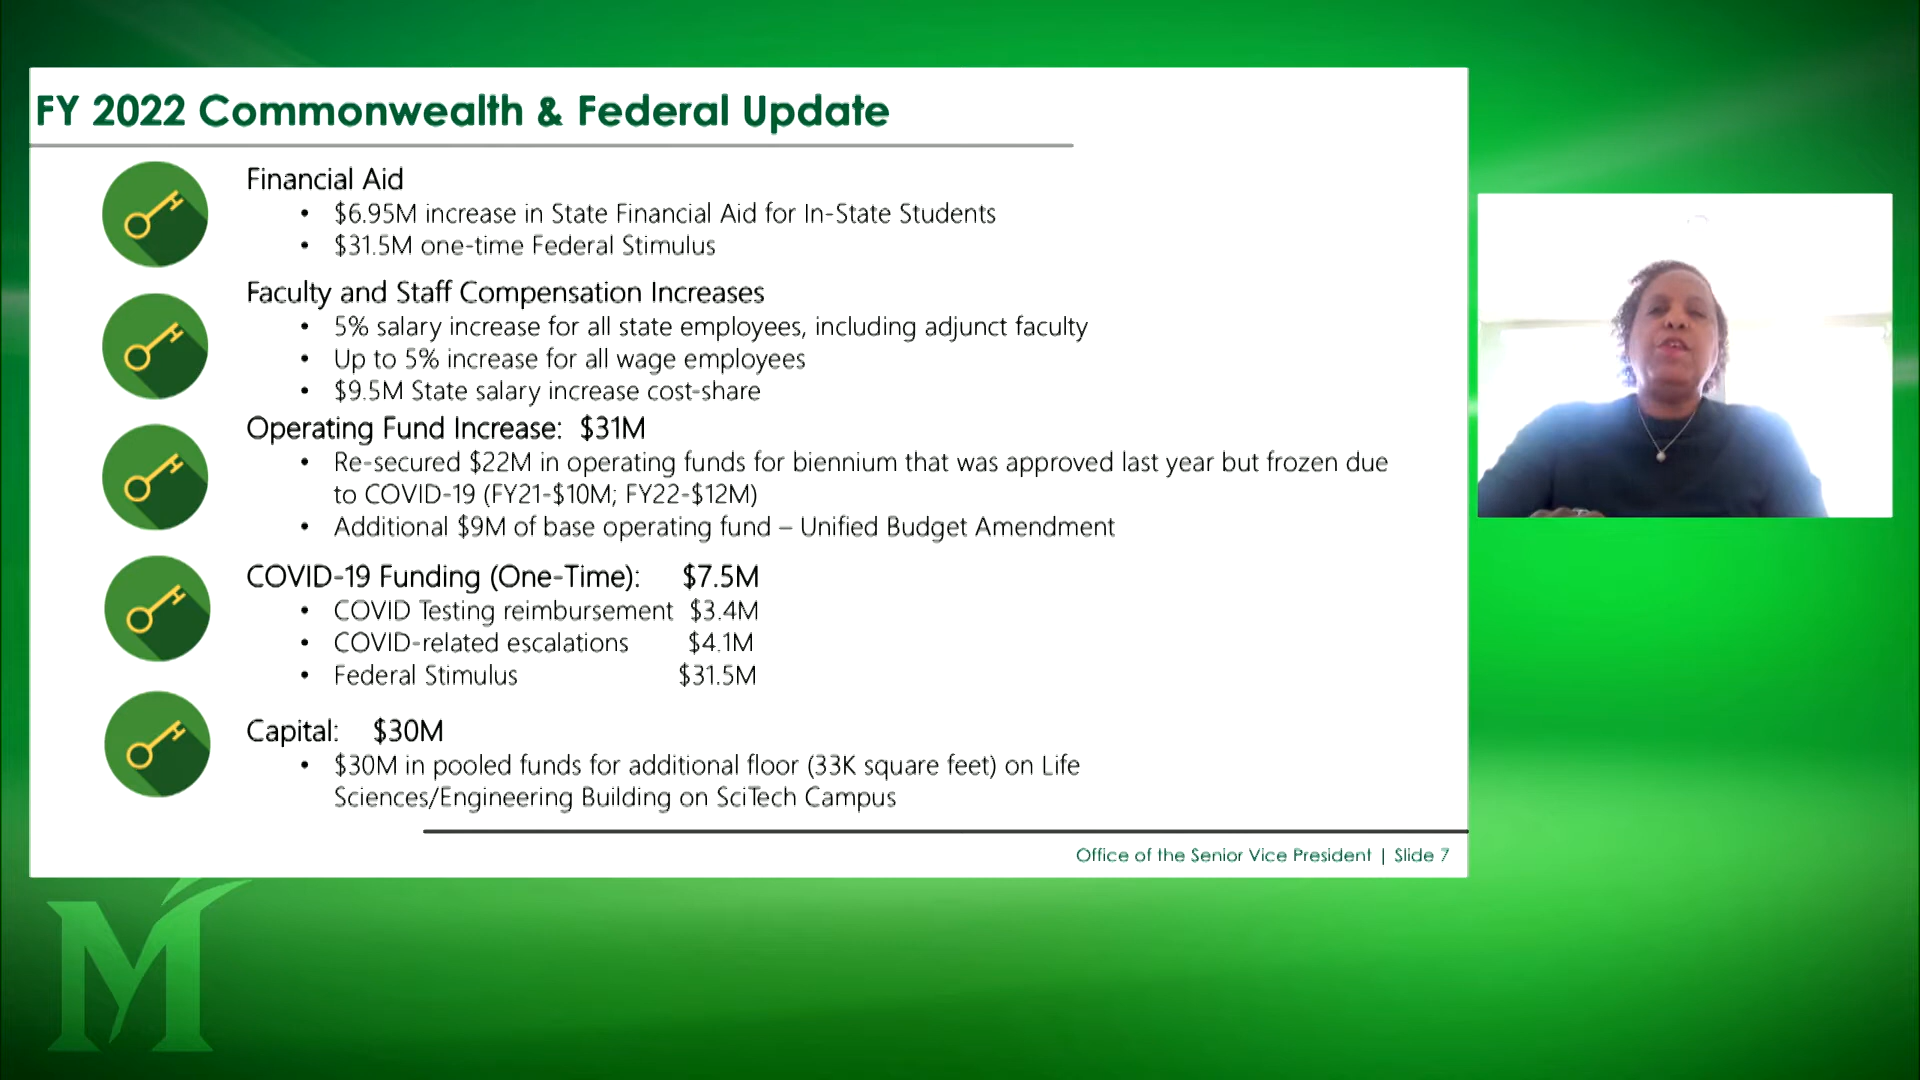 FY 2022 Commonwealth & Federal Update
Financial Aid
• $6.95M increase in State Financial Aid for In-State Students
• $31.5M one-time Federal Stimulus
Faculty and Staff Compensation Increases
• 5% salary increase for all state employees, including adjunct faculty
• Up to 5% increase for all wage employees
• $9.5M State salary increase cost-share
Operating Fund Increase: $31M
• Re-secured $22M in operating funds for biennium that was approved last year but frozen due
to COVID-19 (FY21-$10M; FY22-$12M)
• Additional $9M of base operating fund – Unified Budget Amendment
COVID-19 Funding (One-Time): $7.5M
• COVID Testing reimbursement $3.4M
• COVID-related escalations $4.1M
• Federal Stimulus $31.5M
Capital: $30M
• $30M in pooled funds for additional floor (33K square feet) on Life
Sciences/Engineering Building on SciTech Campus
Office of the Senior Vice President | Slide 7
M